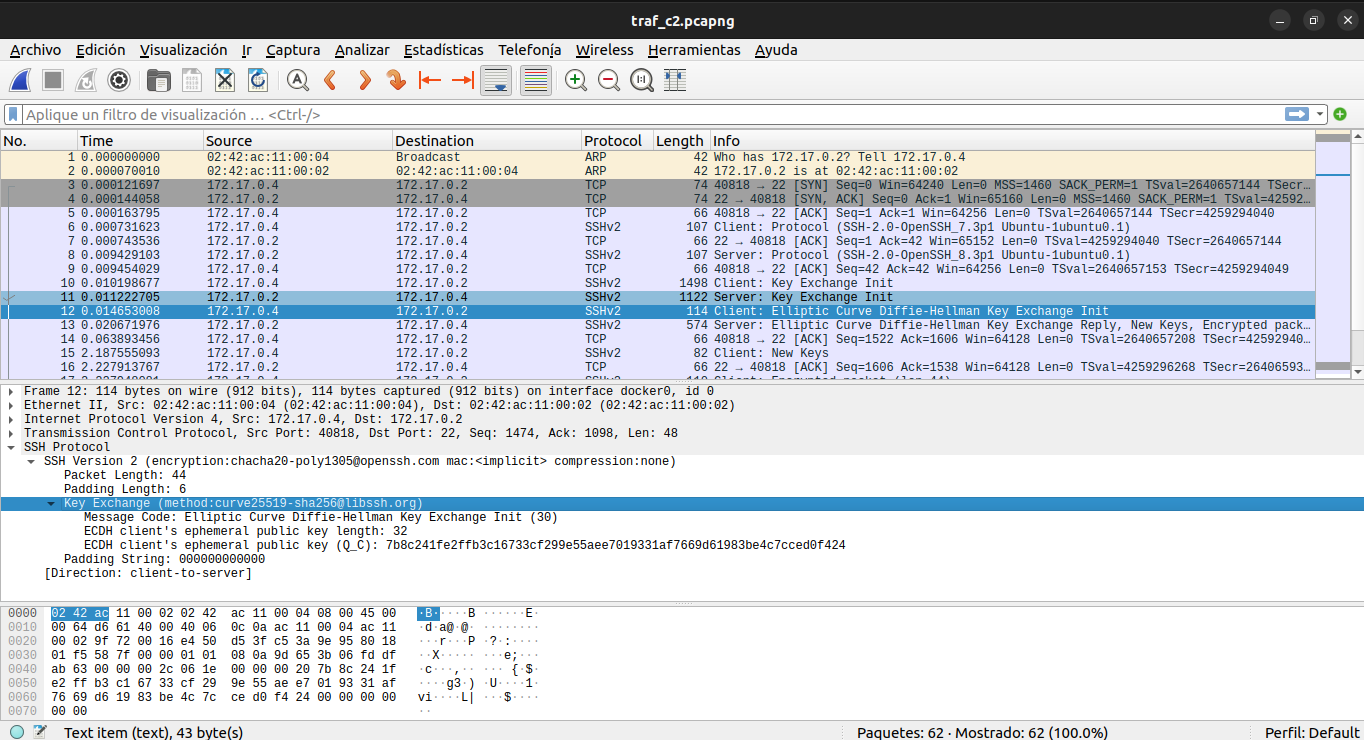 traf_c2.pcapng
Archivo Edición Visualización Ir Captura Analizar Estadísticas Telefonía Wireless Herramientas Ayuda
Aplique un filtro de visualización … <Ctrl-/>
No. Time Source Destination Protocol Length Info
1 0.000000000 02:42:ac:11:00:04 Broadcast ARP 42 Who has 172.17.0.2? Tell 172.17.0.4
2 0.000070010 02:42:ac:11:00:02 02:42:ac:11:00:04 ARP 42 172.17.0.2 is at 02:42:ac:11:00:02
3 0.000121697 172.17.0.4 172.17.0.2 TCP 74 40818 → 22 [SYN] Seq=0 Win=64240 Len=0 MSS=1460 SACK_PERM=1 TSval=2640657144 TSecr…
4 0.000144058 172.17.0.2 172.17.0.4 TCP 74 22 → 40818 [SYN, ACK] Seq=0 Ack=1 Win=65160 Len=0 MSS=1460 SACK_PERM=1 TSval=42592…
5 0.000163795 172.17.0.4 172.17.0.2 TCP 66 40818 → 22 [ACK] Seq=1 Ack=1 Win=64256 Len=0 TSval=2640657144 TSecr=4259294040
6 0.000731623 172.17.0.4 172.17.0.2 SSHv2 107 Client: Protocol (SSH-2.0-OpenSSH_7.3p1 Ubuntu-1ubuntu0.1)
7 0.000743536 172.17.0.2 172.17.0.4 TCP 66 22 → 40818 [ACK] Seq=1 Ack=42 Win=65152 Len=0 TSval=4259294040 TSecr=2640657144
8 0.009429103 172.17.0.2 172.17.0.4 SSHv2 107 Server: Protocol (SSH-2.0-OpenSSH_8.3p1 Ubuntu-1ubuntu0.1)
9 0.009454029 172.17.0.4 172.17.0.2 TCP 66 40818 → 22 [ACK] Seq=42 Ack=42 Win=64256 Len=0 TSval=2640657153 TSecr=4259294049
10 0.010198677 172.17.0.4 172.17.0.2 SSHv2 1498 Client: Key Exchange Init
11 0.011222705 172.17.0.2 172.17.0.4 SSHv2 1122 Server: Key Exchange Init
12 0.014653008 172.17.0.4 172.17.0.2 SSHv2 114 Client: Elliptic Curve Diffie-Hellman Key Exchange Init
13 0.020671976 172.17.0.2 172.17.0.4 SSHv2 574 Server: Elliptic Curve Diffie-Hellman Key Exchange Reply, New Keys, Encrypted pack…
14 0.063893456 172.17.0.4 172.17.0.2 TCP 66 40818 → 22 [ACK] Seq=1522 Ack=1606 Win=64128 Len=0 TSval=2640657208 TSecr=42592940…
15 2.187555093 172.17.0.4 172.17.0.2 SSHv2 82 Client: New Keys
16 2.227913767 172.17.0.2 172.17.0.4 TCP 66 22 → 40818 [ACK] Seq=1606 Ack=1538 Win=64128 Len=0 TSval=4259296268 TSecr=26406593…
Frame 12: 114 bytes on wire (912 bits), 114 bytes captured (912 bits) on interface docker0, id 0
Ethernet II, Src: 02:42:ac:11:00:04 (02:42:ac:11:00:04), Dst: 02:42:ac:11:00:02 (02:42:ac:11:00:02)
Internet Protocol Version 4, Src: 172.17.0.4, Dst: 172.17.0.2
Transmission Control Protocol, Src Port: 40818, Dst Port: 22, Seq: 1474, Ack: 1098, Len: 48
SSH Protocol
SSH Version 2 (encryption:chacha20-poly1305@openssh.com mac:<implicit> compression:none)
Packet Length: 44
Padding Length: 6
Key Exchange (method:curve25519-sha256@libssh.org)
Message Code: Elliptic Curve Diffie-Hellman Key Exchange Init (30)
ECDH client's ephemeral public key length: 32
ECDH client's ephemeral public key (Q_C): 7b8c241fe2ffb3c16733cf299e55aee7019331af7669d61983be4c7cced0f424
Padding String: 000000000000
[Direction: client-to-server]
0000 02 42 ac 11 00 02 02 42 ac 11 00 04 08 00 45 00 ·B····B ······E·
0010 00 64 d6 61 40 00 40 06 0c 0a ac 11 00 04 ac 11 ·d·a@·@· ········
0020 00 02 9f 72 00 16 e4 50 d5 3f c5 3a 9e 95 80 18 ···r···P ·?·:····
0030 01 f5 58 7f 00 00 01 01 08 0a 9d 65 3b 06 fd df ··X····· ···e;···
0040 ab 63 00 00 00 2c 06 1e 00 00 00 20 7b 8c 24 1f ·c···,·· ··· {·$·
0050 e2 ff b3 c1 67 33 cf 29 9e 55 ae e7 01 93 31 af ····g3·) ·U····1·
0060 76 69 d6 19 83 be 4c 7c ce d0 f4 24 00 00 00 00 vi····L| ···$····
0070 00 00 ··
Text item (text), 43 byte(s) Paquetes: 62 · Mostrado: 62 (100.0%) Perfil: Default